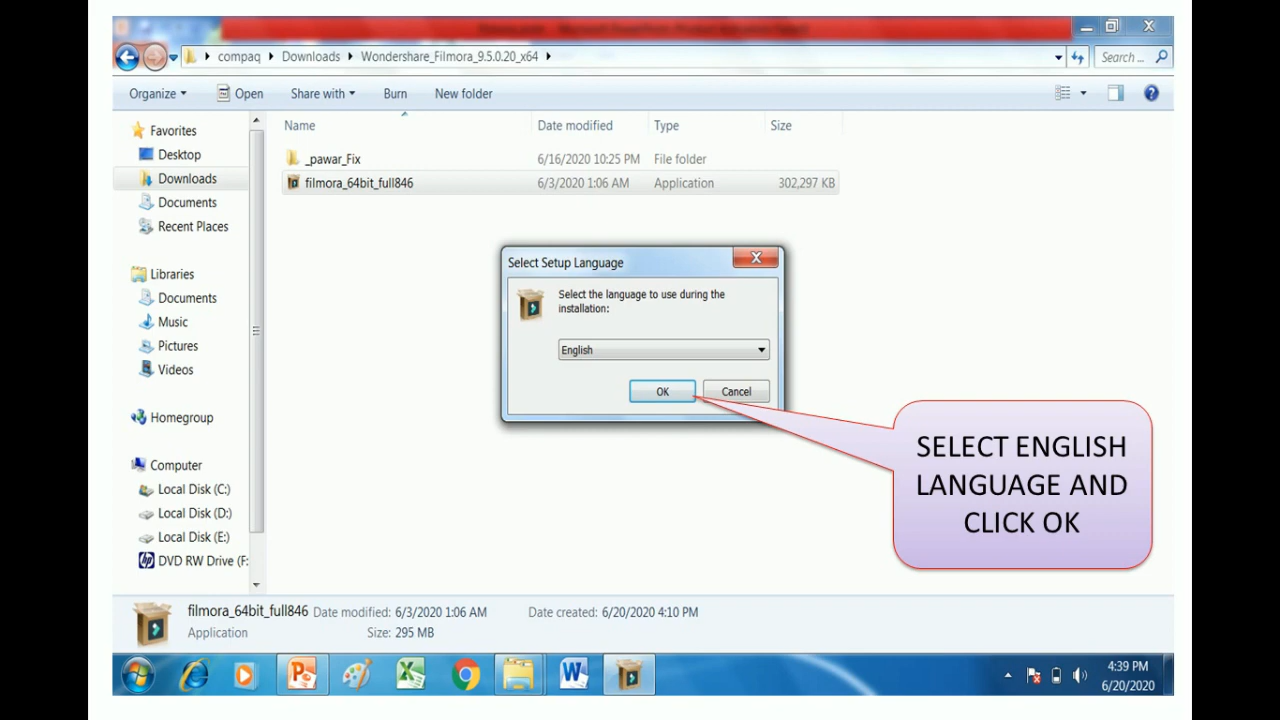 compaq Downloads Wondershare_Filmora_9.5.0.20_x64 Search ...
Organize Open Share with Burn New folder
Name Date modified Type Size
_pawar_Fix 6/16/2020 10:25 PM File folder
filmora_64bit_full846 6/3/2020 1:06 AM Application 302,297 KB
Favorites
Desktop
Downloads
Documents
Recent Places
Libraries
Documents
Music
Pictures
Videos
Homegroup
Computer
Local Disk (C:)
Local Disk (D:)
Local Disk (E:)
DVD RW Drive (F:
Select Setup Language
Select the language to use during the
installation:
English
OK Cancel
SELECT ENGLISH
LANGUAGE AND
CLICK OK
filmora_64bit_full846 Date modified: 6/3/2020 1:06 AM Date created: 6/20/2020 4:10 PM
Application Size: 295 MB
4:39 PM
6/20/2020